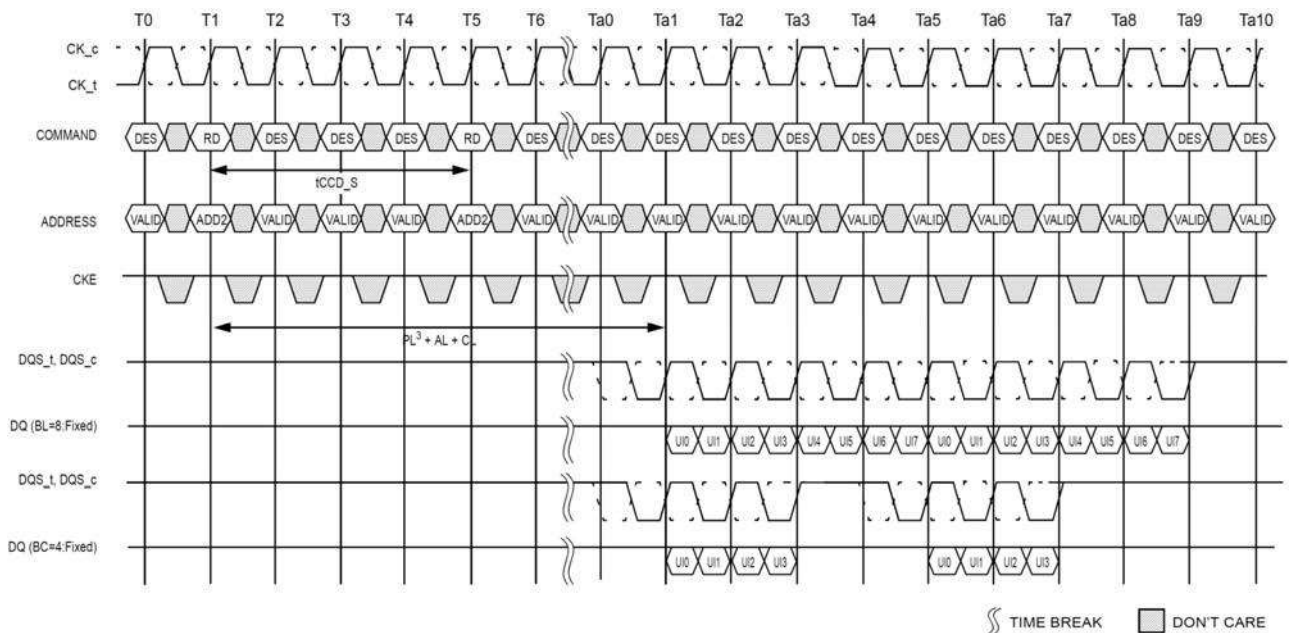 T0 T1 T2 T3 T4 T5 T6 Ta0 Ta1 Ta2 Ta3 Ta4 Ta5 Ta6 Ta7 Ta8 Ta9 Ta10
CK_c
CK_t
COMMAND DES RD DES DES DES RD DES DES DES DES DES DES DES DES DES DES DES DES
tCCD_S
ADDRESS VALID ADD2 VALID VALID VALID ADD2 VALID VALID VALID VALID VALID VALID VALID VALID VALID VALID VALID VALID
CKE
PL³ + AL + CL
DQS_t, DQS_c
DQ (BL=8:Fixed) UI0 UI1 UI2 UI3 UI4 UI5 UI6 UI7 UI0 UI1 UI2 UI3 UI4 UI5 UI6 UI7
DQS_t, DQS_c
DQ (BC=4:Fixed) UI0 UI1 UI2 UI3 UI0 UI1 UI2 UI3
TIME BREAK DON'T CARE